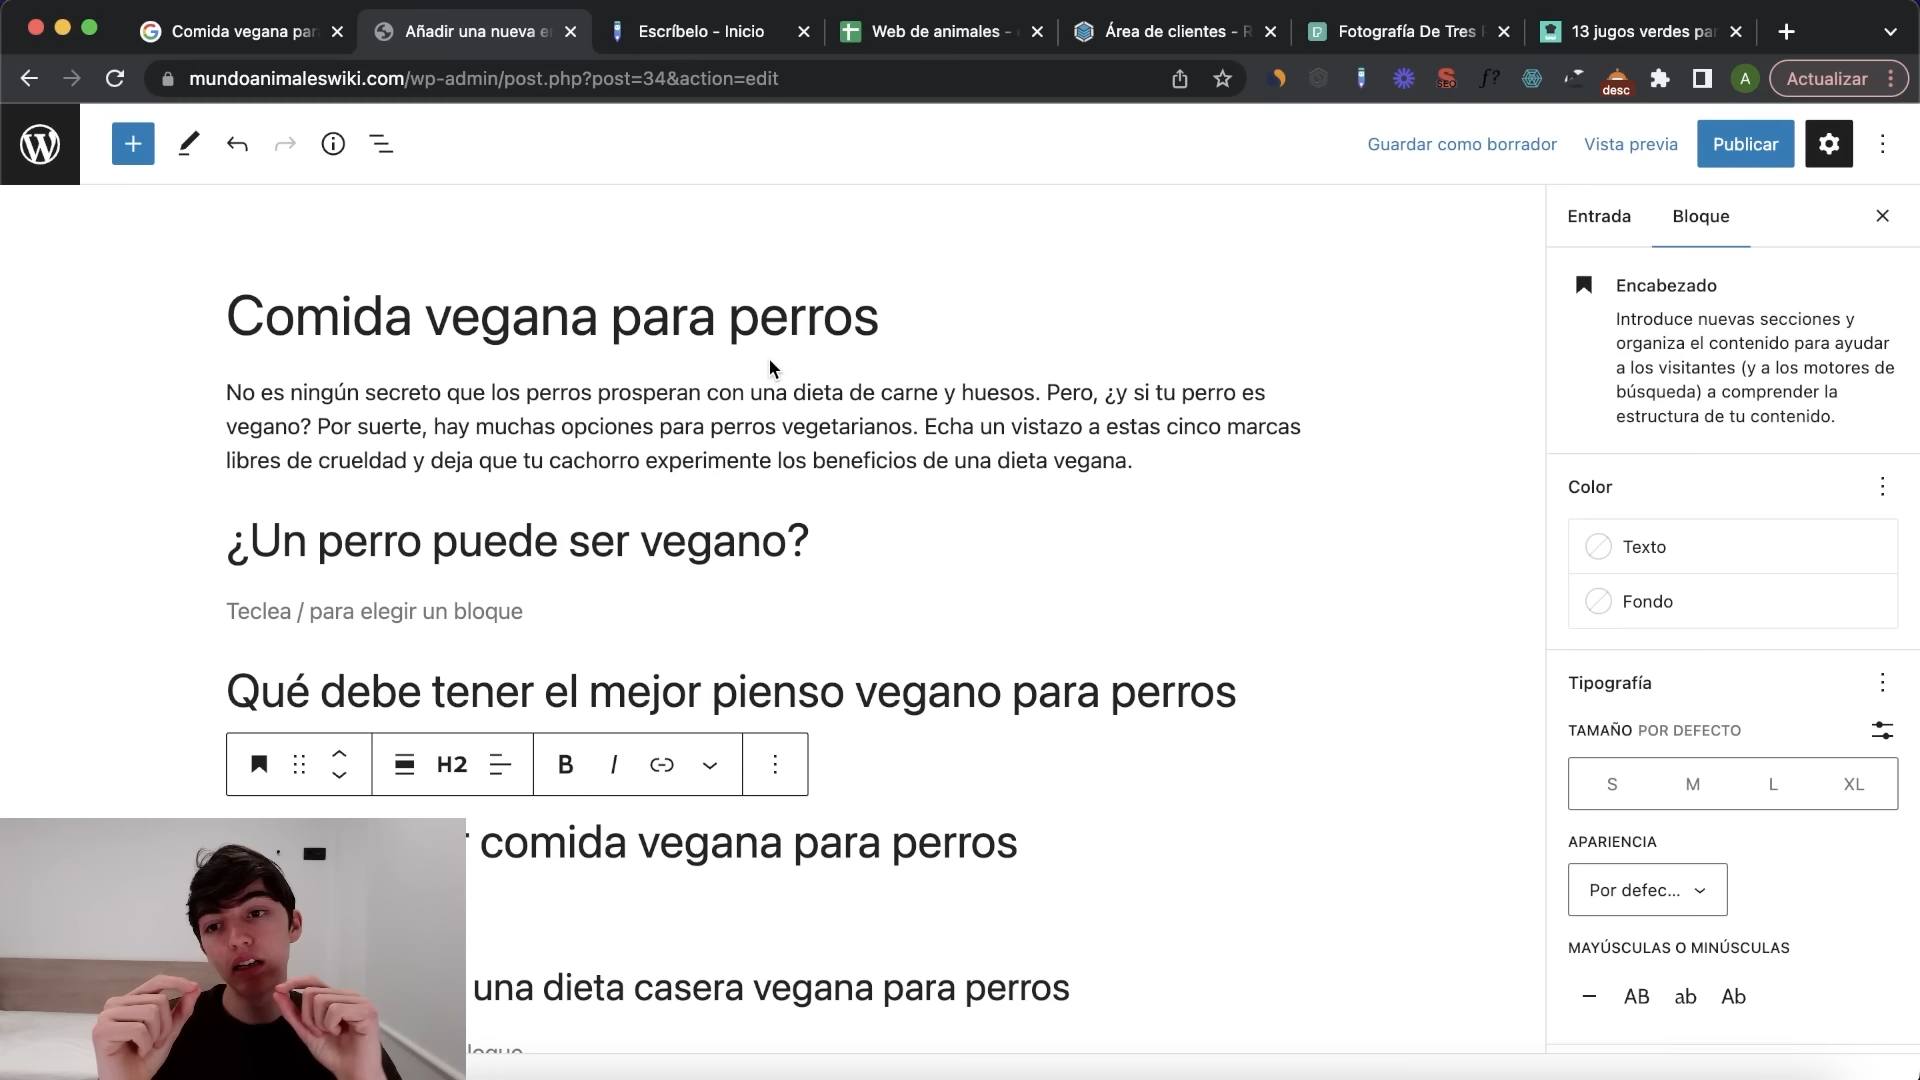 Comida vegana par
Añadir una nueva e
Escríbelo - Inicio
Web de animales -
Área de clientes - R
Fotografía De Tres
13 jugos verdes pa
mundoanimaleswiki.com/wp-admin/post.php?post=34&action=edit
SEO
f?
desc
A
Actualizar
Guardar como borrador
Vista previa
Publicar
Entrada
Bloque
Encabezado
Introduce nuevas secciones y
organiza el contenido para ayudar
a los visitantes (y a los motores de
búsqueda) a comprender la
estructura de tu contenido.
Comida vegana para perros
No es ningún secreto que los perros prosperan con una dieta de carne y huesos. Pero, ¿y si tu perro es
vegano? Por suerte, hay muchas opciones para perros vegetarianos. Echa un vistazo a estas cinco marcas
libres de crueldad y deja que tu cachorro experimente los beneficios de una dieta vegana.
¿Un perro puede ser vegano?
Teclea / para elegir un bloque
Qué debe tener el mejor pienso vegano para perros
H2
B
I
comida vegana para perros
una dieta casera vegana para perros
Color
Texto
Fondo
Tipografía
TAMAÑO POR DEFECTO
S M L XL
APARIENCIA
Por defec...
MAYÚSCULAS O MINÚSCULAS
– AB ab Ab